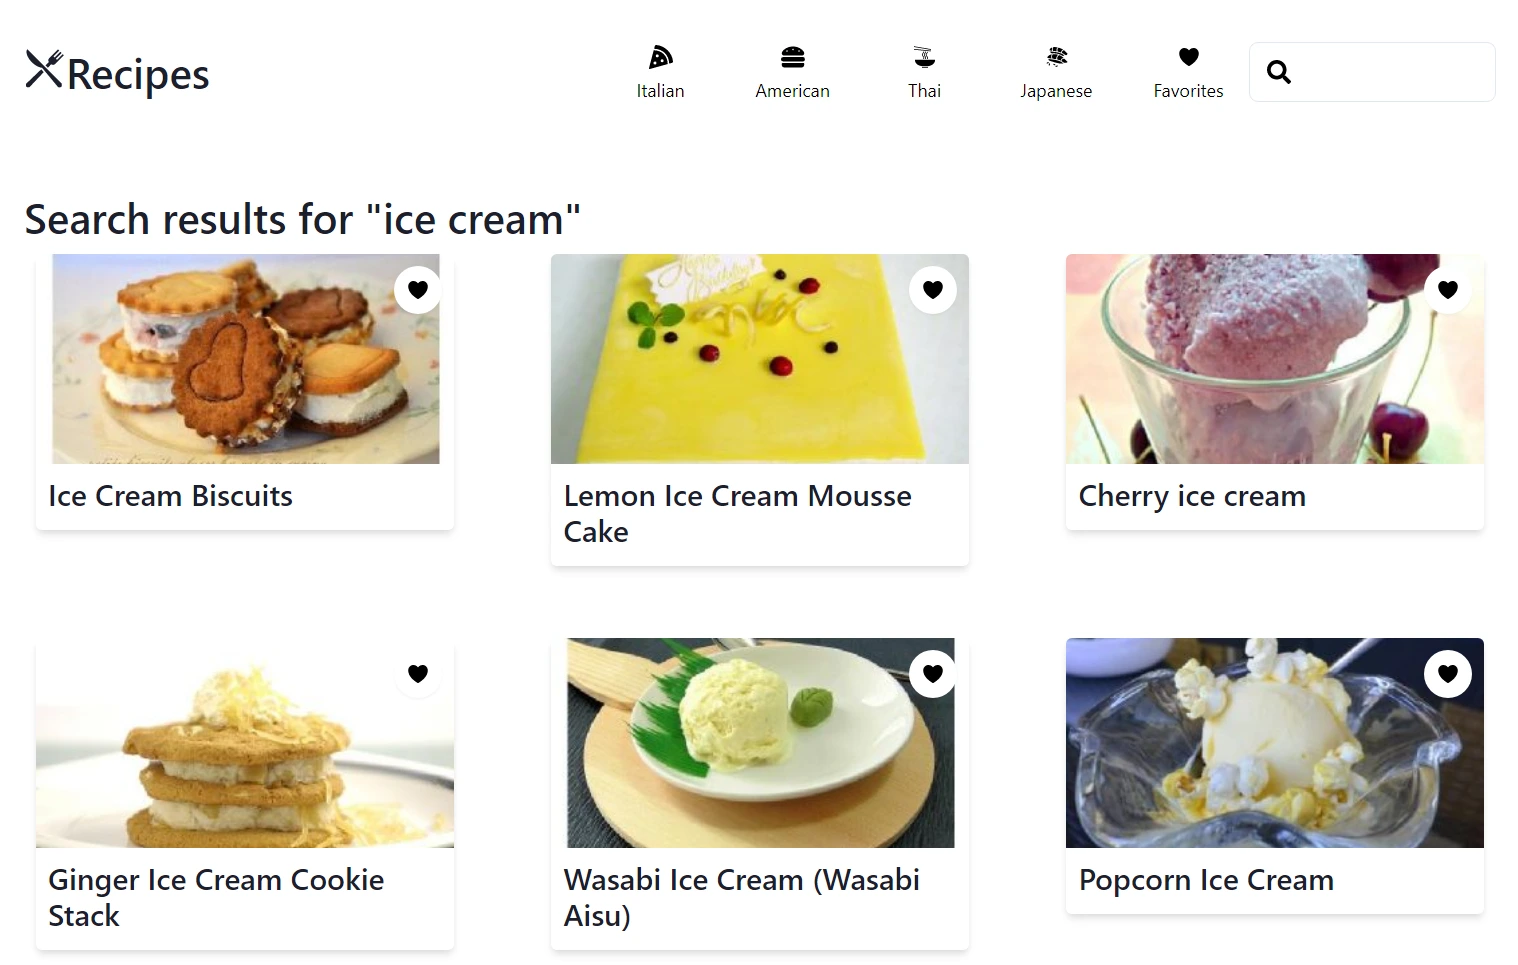 Recipes
Italian
American
Thai
Japanese
Favorites
Search results for "ice cream"
Ice Cream Biscuits
Lemon Ice Cream Mousse
Cake
Cherry ice cream
Ginger Ice Cream Cookie
Stack
Wasabi Ice Cream (Wasabi
Aisu)
Popcorn Ice Cream